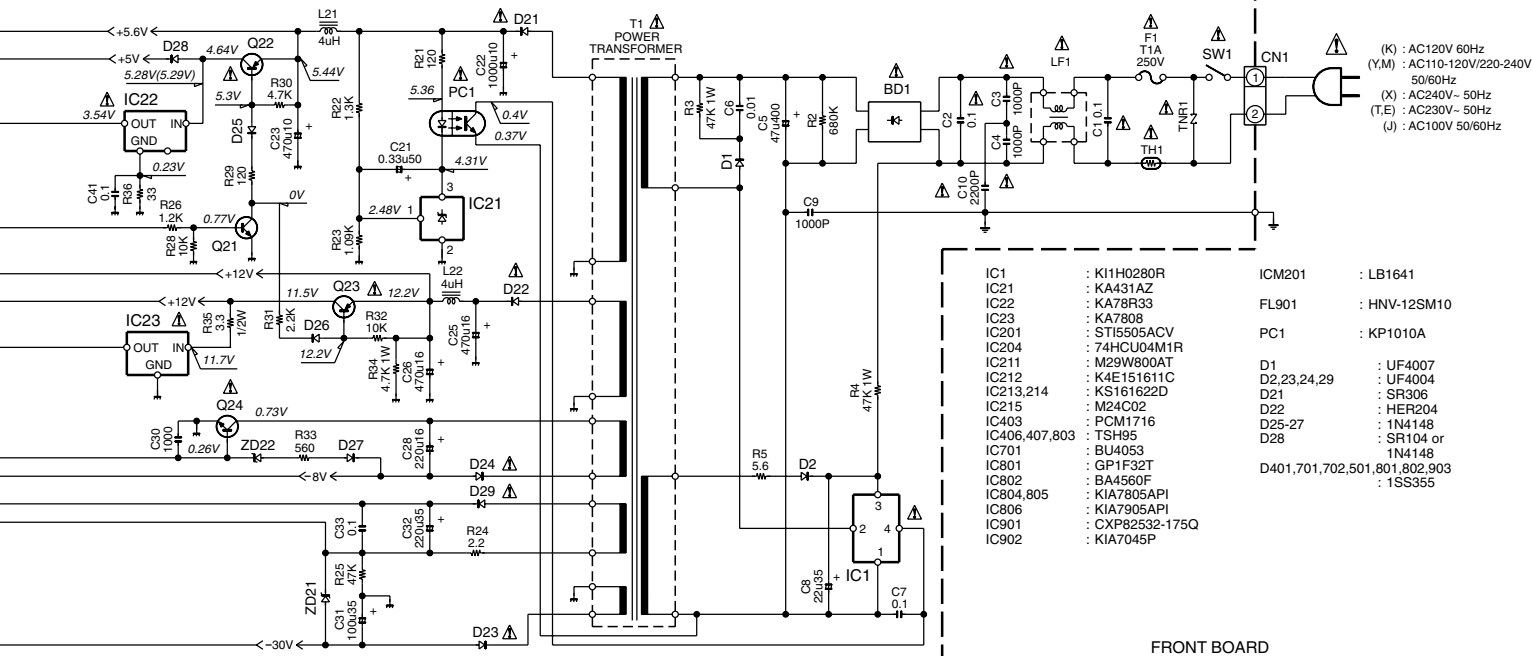 +5.6V
L21
4uH
D21
D28
4.64V
Q22
+5V
5.28V(5.29V)
5.44V
R30
4.7K
5.3V
IC22
3.54V
OUT IN
GND
D25
C23
470u10
R22
1.3K
R21
120
C22
1000u10
5.36
PC1
0.4V
0.37V
C21
0.33u50
4.31V
3
IC21
2.48V 1
2
R23
1.09K
0.23V
C41
0.1
R36
33
R29
120
0V
R26
1.2K
R28
10K
0.77V
Q21
+12V
+12V
11.5V
Q23
12.2V
L22
4uH
D22
IC23
OUT IN
GND
R35
3.3
1/2W
11.7V
R31
2.2K
D26
12.2V
R32
10K
R34
4.7K 1W
C26
470u16
C25
470u16
Q24
0.73V
C30
1000
0.26V
ZD22
R33
560
D27
C28
220u16
−8V
D24
D29
C33
0.1
C32
220u35
R24
2.2
R25
47K
ZD21
C31
100u35
−30V
D23
T1
POWER
TRANSFORMER
R3
47K 1W
C6
0.01
D1
C5
47u400
R2
680K
BD1
C2
0.1
C3
1000P
C4
1000P
LF1
C1 0.1
F1
T1A
250V
TH1
TNR1
SW1
CN1
1
2
C10
2200P
C9
1000P
R4
47K 1W
R5
5.6
D2
C8
22u35
3
2
4
1
IC1
C7
0.1
(K) : AC120V 60Hz
(Y,M) : AC110-120V/220-240V
50/60Hz
(X) : AC240V~ 50Hz
(T,E) : AC230V~ 50Hz
(J) : AC100V 50/60Hz
IC1 : KI1H0280R
IC21 : KA431AZ
IC22 : KA78R33
IC23 : KA7808
IC201 : STI5505ACV
IC204 : 74HCU04M1R
IC211 : M29W800AT
IC212 : K4E151611C
IC213,214 : KS161622D
IC215 : M24C02
IC403 : PCM1716
IC406,407,803 : TSH95
IC701 : BU4053
IC801 : GP1F32T
IC802 : BA4560F
IC804,805 : KIA7805API
IC806 : KIA7905API
IC901 : CXP82532-175Q
IC902 : KIA7045P
ICM201 : LB1641
FL901 : HNV-12SM10
PC1 : KP1010A
D1 : UF4007
D2,23,24,29 : UF4004
D21 : SR306
D22 : HER204
D25-27 : 1N4148
D28 : SR104 or
1N4148
D401,701,702,501,801,802,903
: 1SS355
FRONT BOARD